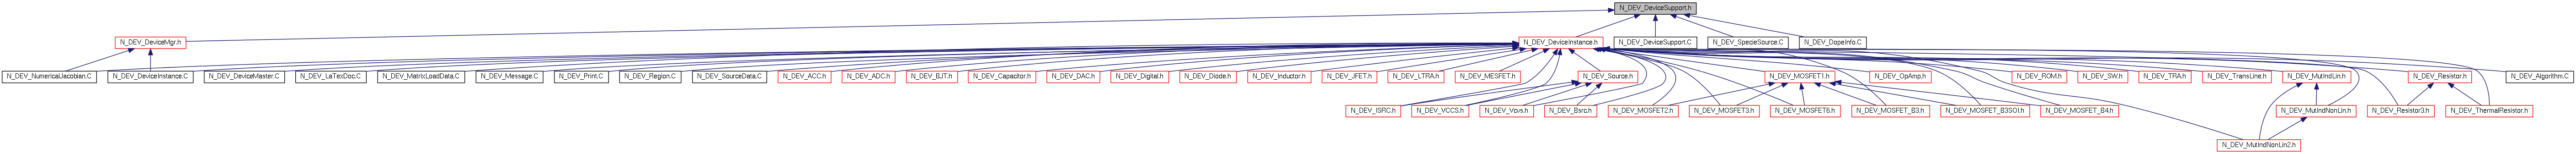 N_DEV_DeviceSupport.h
N_DEV_DeviceMgr.h
N_DEV_DeviceInstance.h
N_DEV_DeviceSupport.C
N_DEV_SpecieSource.C
N_DEV_DopeInfo.C
N_DEV_NumericalJacobian.C
N_DEV_DeviceInstance.C
N_DEV_DeviceMaster.C
N_DEV_LaTexDoc.C
N_DEV_MatrixLoadData.C
N_DEV_Message.C
N_DEV_Print.C
N_DEV_Region.C
N_DEV_SourceData.C
N_DEV_ACC.h
N_DEV_ADC.h
N_DEV_BJT.h
N_DEV_Capacitor.h
N_DEV_DAC.h
N_DEV_Digital.h
N_DEV_Diode.h
N_DEV_Inductor.h
N_DEV_JFET.h
N_DEV_LTRA.h
N_DEV_MESFET.h
N_DEV_Source.h
N_DEV_MOSFET1.h
N_DEV_OpAmp.h
N_DEV_ROM.h
N_DEV_SW.h
N_DEV_TRA.h
N_DEV_TransLine.h
N_DEV_MutIndLin.h
N_DEV_Resistor.h
N_DEV_Algorithm.C
N_DEV_ISRC.h
N_DEV_VCCS.h
N_DEV_Vcvs.h
N_DEV_Bsrc.h
N_DEV_MOSFET2.h
N_DEV_MOSFET3.h
N_DEV_MOSFET6.h
N_DEV_MOSFET_B3.h
N_DEV_MOSFET_B3SOI.h
N_DEV_MOSFET_B4.h
N_DEV_MutIndNonLin.h
N_DEV_Resistor3.h
N_DEV_ThermalResistor.h
N_DEV_MutIndNonLin2.h